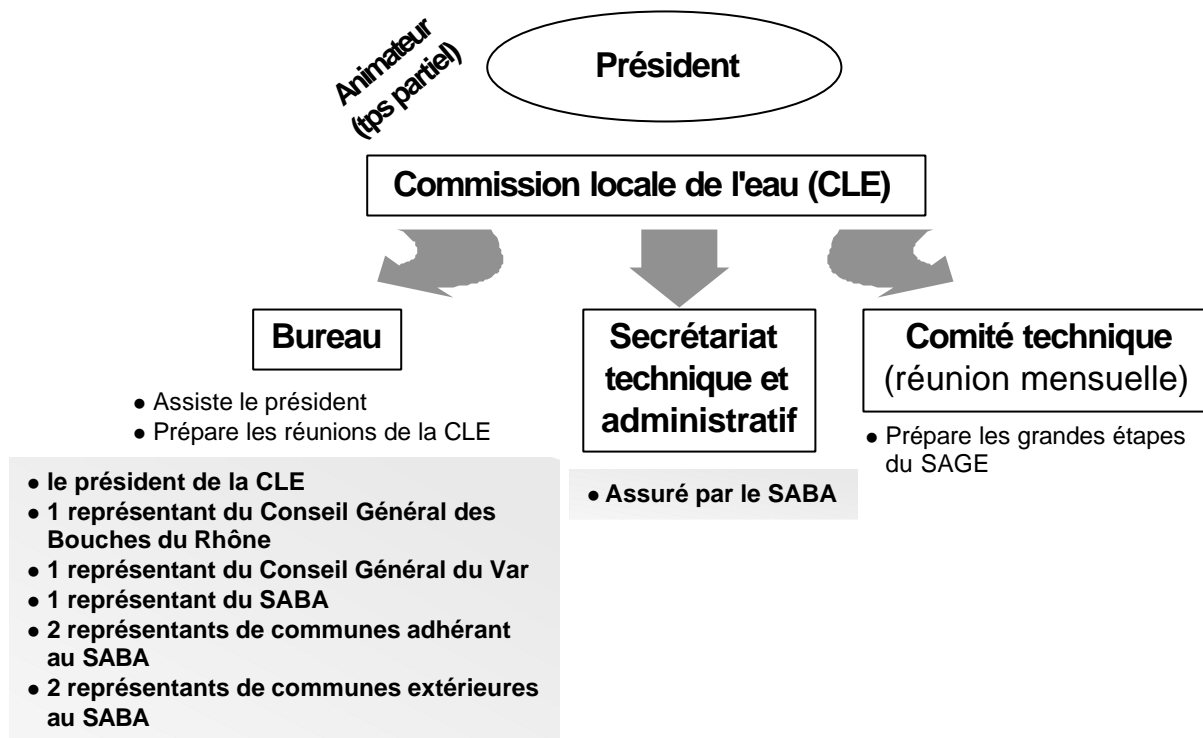 Animateur
(tps partiel)
Président
Commission locale de l'eau (CLE)
Bureau
● Assiste le président
● Prépare les réunions de la CLE
● le président de la CLE
● 1 représentant du Conseil Général des
Bouches du Rhône
● 1 représentant du Conseil Général du Var
● 1 représentant du SABA
● 2 représentants de communes adhérant
au SABA
● 2 représentants de communes extérieures
au SABA
Secrétariat
technique et
administratif
● Assuré par le SABA
Comité technique
(réunion mensuelle)
● Prépare les grandes étapes
du SAGE